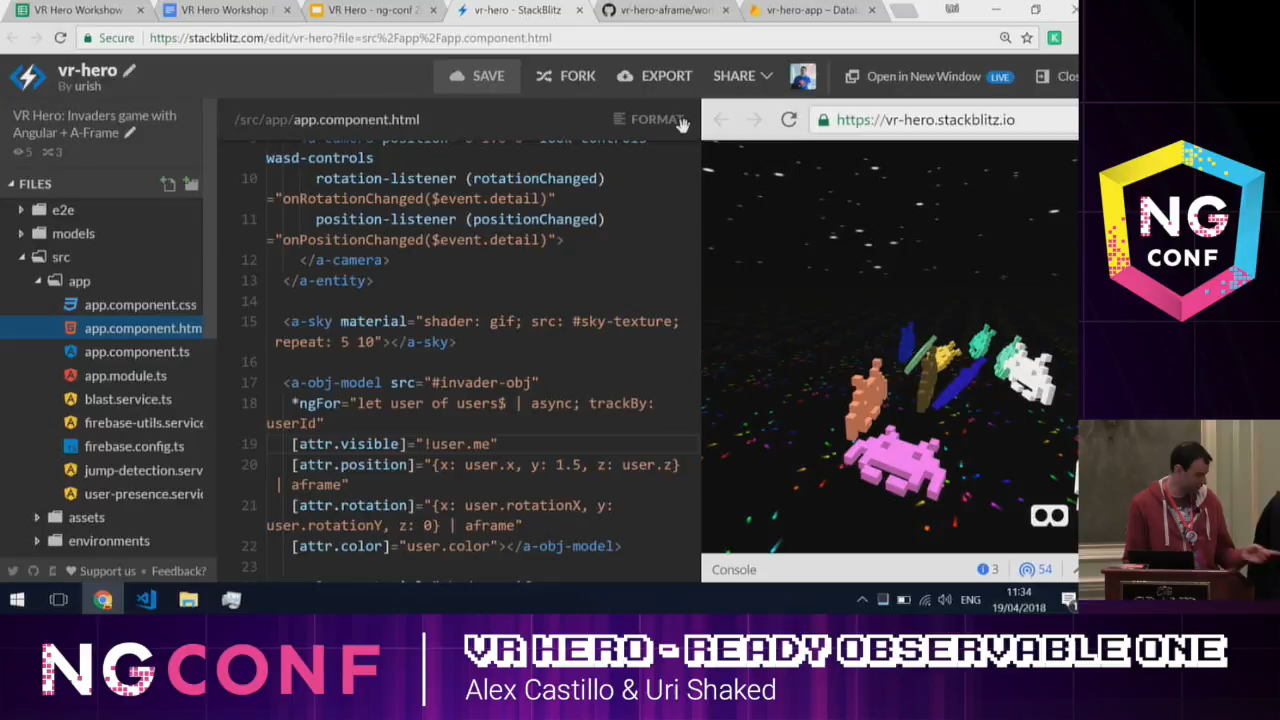 VR Hero Workshow
VR Hero Workshop F
VR Hero - ng-conf 2
vr-hero - StackBlitz
vr-hero-aframe/wor
vr-hero-app – Datab
Secure
https://stackblitz.com/edit/vr-hero?file=src%2Fapp%2Fapp.component.html
vr-hero
By urish
SAVE
FORK
EXPORT
SHARE
Open in New Window
LIVE
Clos
VR Hero: Invaders game with
Angular + A-Frame
5
3
/src/app/app.component.html
FORMAT
https://vr-hero.stackblitz.io
FILES
e2e
models
src
app
app.component.css
app.component.htm
app.component.ts
app.module.ts
blast.service.ts
firebase-utils.service
firebase.config.ts
jump-detection.serv
user-presence.servic
assets
environments
Support us
Feedback?
wasd-controls
10 rotation-listener (rotationChanged)
="onRotationChanged($event.detail)"
11 position-listener (positionChanged)
="onPositionChanged($event.detail)">
12 </a-camera>
13 </a-entity>
14
15 <a-sky material="shader: gif; src: #sky-texture;
repeat: 5 10"></a-sky>
16
17 <a-obj-model src="#invader-obj"
18 *ngFor="let user of users$ | async; trackBy:
userId"
19 [attr.visible]="!user.me"
20 [attr.position]="{x: user.x, y: 1.5, z: user.z}
| aframe"
21 [attr.rotation]="{x: user.rotationX, y:
user.rotationY, z: 0} | aframe"
22 [attr.color]="user.color"></a-obj-model>
23
Console
3
54
ENG
11:34
19/04/2018
NG
CONF
NGCONF
VR HERO - READY OBSERVABLE ONE
Alex Castillo & Uri Shaked